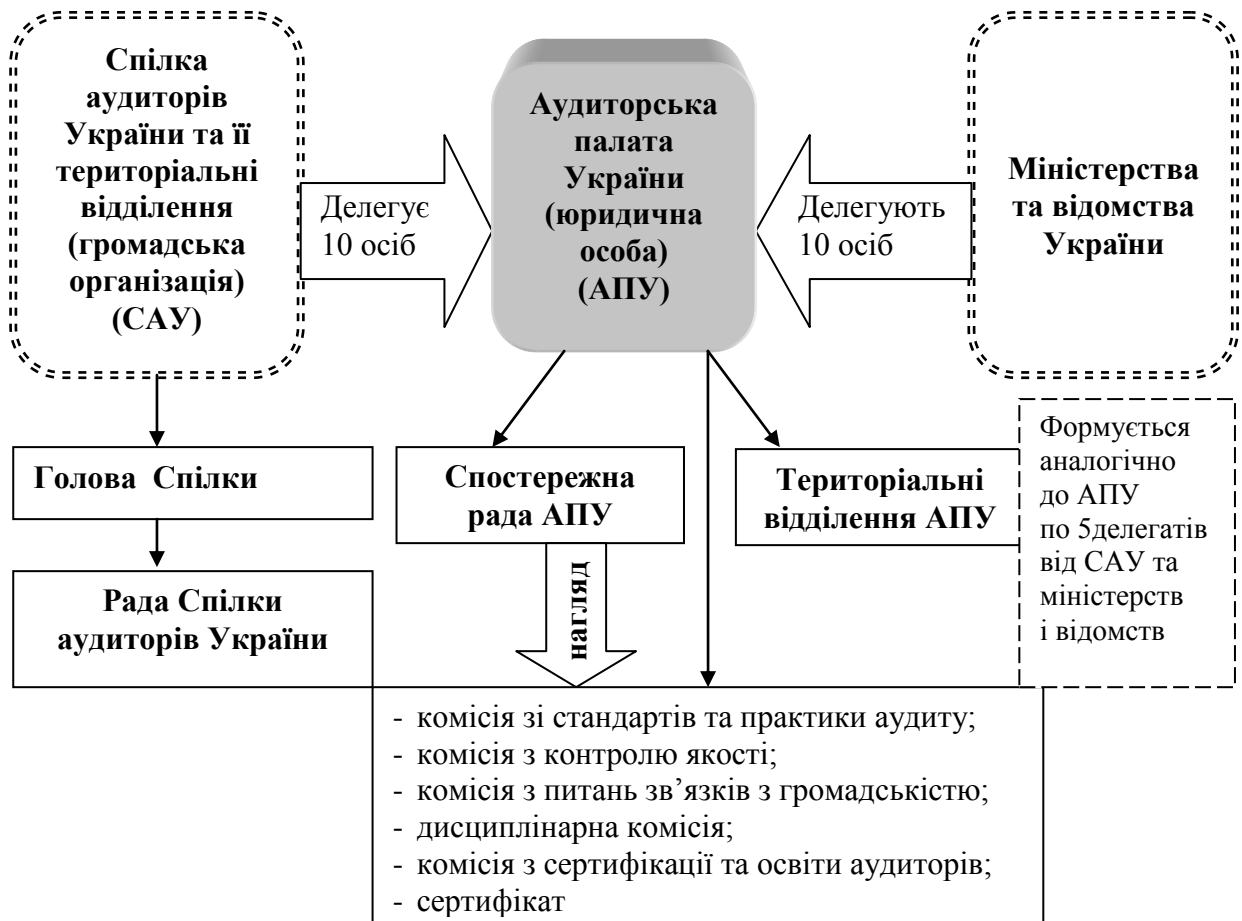 Спілка
аудиторів
України та її
територіальні
відділення
(громадська
організація)
(САУ)
Делегує
10 осіб
Аудиторська
палата
України
(юридична
особа)
(АПУ)
Делегують
10 осіб
Міністерства
та відомства
України
Голова Спілки
Рада Спілки
аудиторів України
Спостережна
рада АПУ
нагляд
Територіальні
відділення АПУ
Формується
аналогічно
до АПУ
по 5делегатів
від САУ та
міністерств
і відомств
- комісія зі стандартів та практики аудиту;
- комісія з контролю якості;
- комісія з питань зв’язків з громадськістю;
- дисциплінарна комісія;
- комісія з сертифікації та освіти аудиторів;
- сертифікат